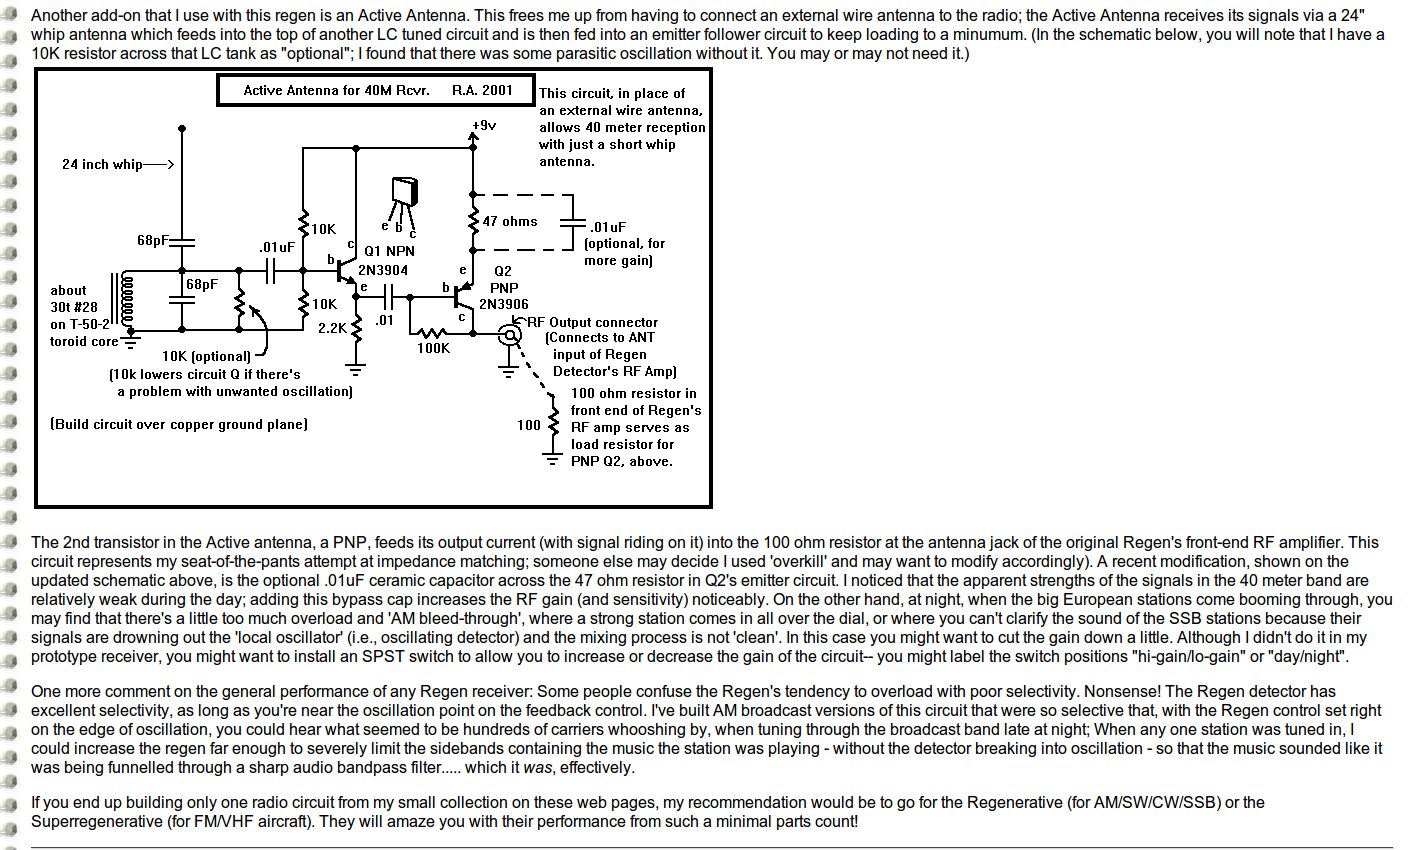 Another add-on that I use with this regen is an Active Antenna. This frees me up from having to connect an external wire antenna to the radio; the Active Antenna receives its signals via a 24"
whip antenna which feeds into the top of another LC tuned circuit and is then fed into an emitter follower circuit to keep loading to a minumum. (In the schematic below, you will note that I have a
10K resistor across that LC tank as "optional"; I found that there was some parasitic oscillation without it. You may or may not need it.)
Active Antenna for 40M Rcvr. R.A. 2001
This circuit, in place of
an external wire antenna,
allows 40 meter reception
with just a short whip
antenna.
+9v
24 inch whip
68pF
.01uF
10K
e b c
47 ohms
.01uF
(optional, for
more gain)
c
Q1 NPN
2N3904
b
e
68pF
about
30t #28
on T-50-2
toroid core
10K
2.2K
.01
e
Q2
PNP
2N3906
b
c
100K
10K (optional)
(10k lowers circuit Q if there's
a problem with unwanted oscillation)
RF Output connector
(Connects to ANT
input of Regen
Detector's RF Amp)
100 ohm resistor in
front end of Regen's
RF amp serves as
load resistor for
PNP Q2, above.
100
(Build circuit over copper ground plane)
The 2nd transistor in the Active antenna, a PNP, feeds its output current (with signal riding on it) into the 100 ohm resistor at the antenna jack of the original Regen's front-end RF amplifier. This
circuit represents my seat-of-the-pants attempt at impedance matching; someone else may decide I used 'overkill' and may want to modify accordingly). A recent modification, shown on the
updated schematic above, is the optional .01uF ceramic capacitor across the 47 ohm resistor in Q2's emitter circuit. I noticed that the apparent strengths of the signals in the 40 meter band are
relatively weak during the day; adding this bypass cap increases the RF gain (and sensitivity) noticeably. On the other hand, at night, when the big European stations come booming through, you
may find that there's a little too much overload and 'AM bleed-through', where a strong station comes in all over the dial, or where you can't clarify the sound of the SSB stations because their
signals are drowning out the 'local oscillator' (i.e., oscillating detector) and the mixing process is not 'clean'. In this case you might want to cut the gain down a little. Although I didn't do it in my
prototype receiver, you might want to install an SPST switch to allow you to increase or decrease the gain of the circuit-- you might label the switch positions "hi-gain/lo-gain" or "day/night".
One more comment on the general performance of any Regen receiver: Some people confuse the Regen's tendency to overload with poor selectivity. Nonsense! The Regen detector has
excellent selectivity, as long as you're near the oscillation point on the feedback control. I've built AM broadcast versions of this circuit that were so selective that, with the Regen control set right
on the edge of oscillation, you could hear what seemed to be hundreds of carriers whooshing by, when tuning through the broadcast band late at night; When any one station was tuned in, I
could increase the regen far enough to severely limit the sidebands containing the music the station was playing - without the detector breaking into oscillation - so that the music sounded like it
was being funnelled through a sharp audio bandpass filter..... which it was, effectively.
If you end up building only one radio circuit from my small collection on these web pages, my recommendation would be to go for the Regenerative (for AM/SW/CW/SSB) or the
Superregenerative (for FM/VHF aircraft). They will amaze you with their performance from such a minimal parts count!